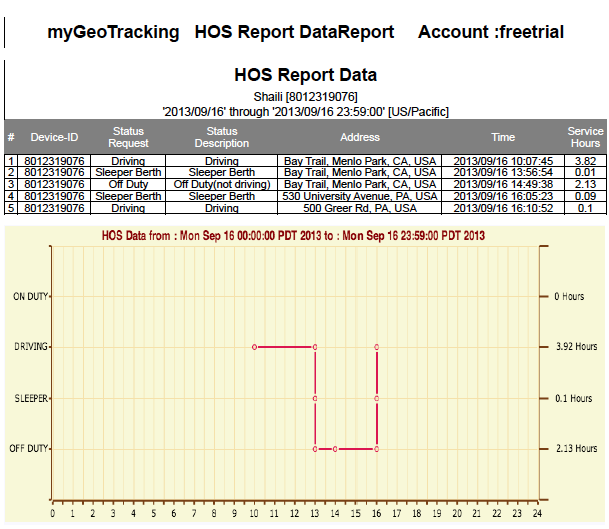 myGeoTracking HOS Report DataReport Account :freetrial
HOS Report Data
Shaili [8012319076]
'2013/09/16' through '2013/09/16 23:59:00' [US/Pacific]
# Device-ID Status Request Status Description Address Time Service Hours
1 8012319076 Driving Driving Bay Trail, Menlo Park, CA, USA 2013/09/16 10:07:45 3.82
2 8012319076 Sleeper Berth Sleeper Berth Bay Trail, Menlo Park, CA, USA 2013/09/16 13:56:54 0.01
3 8012319076 Off Duty Off Duty(not driving) Bay Trail, Menlo Park, CA, USA 2013/09/16 14:49:38 2.13
4 8012319076 Sleeper Berth Sleeper Berth 530 University Avenue, PA, USA 2013/09/16 16:05:23 0.09
5 8012319076 Driving Driving 500 Greer Rd, PA, USA 2013/09/16 16:10:52 0.1
HOS Data from : Mon Sep 16 00:00:00 PDT 2013 to : Mon Sep 16 23:59:00 PDT 2013
ON DUTY 0 Hours
DRIVING 3.92 Hours
SLEEPER 0.1 Hours
OFF DUTY 2.13 Hours
0 1 2 3 4 5 6 7 8 9 10 11 12 13 14 15 16 17 18 19 20 21 22 23 24